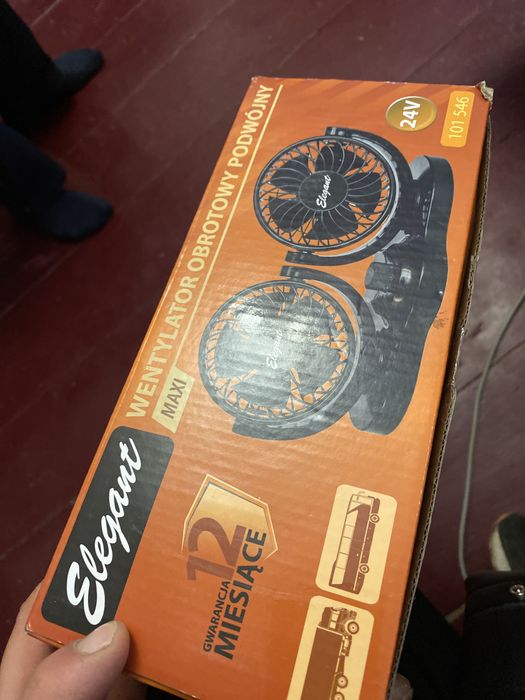 Elegant
WENTYLATOR OBROTOWY PODWÓJNY
MAXI
24V
101 546
Elegant
Elegant
12
GWARANCJA
MIESIĄCE